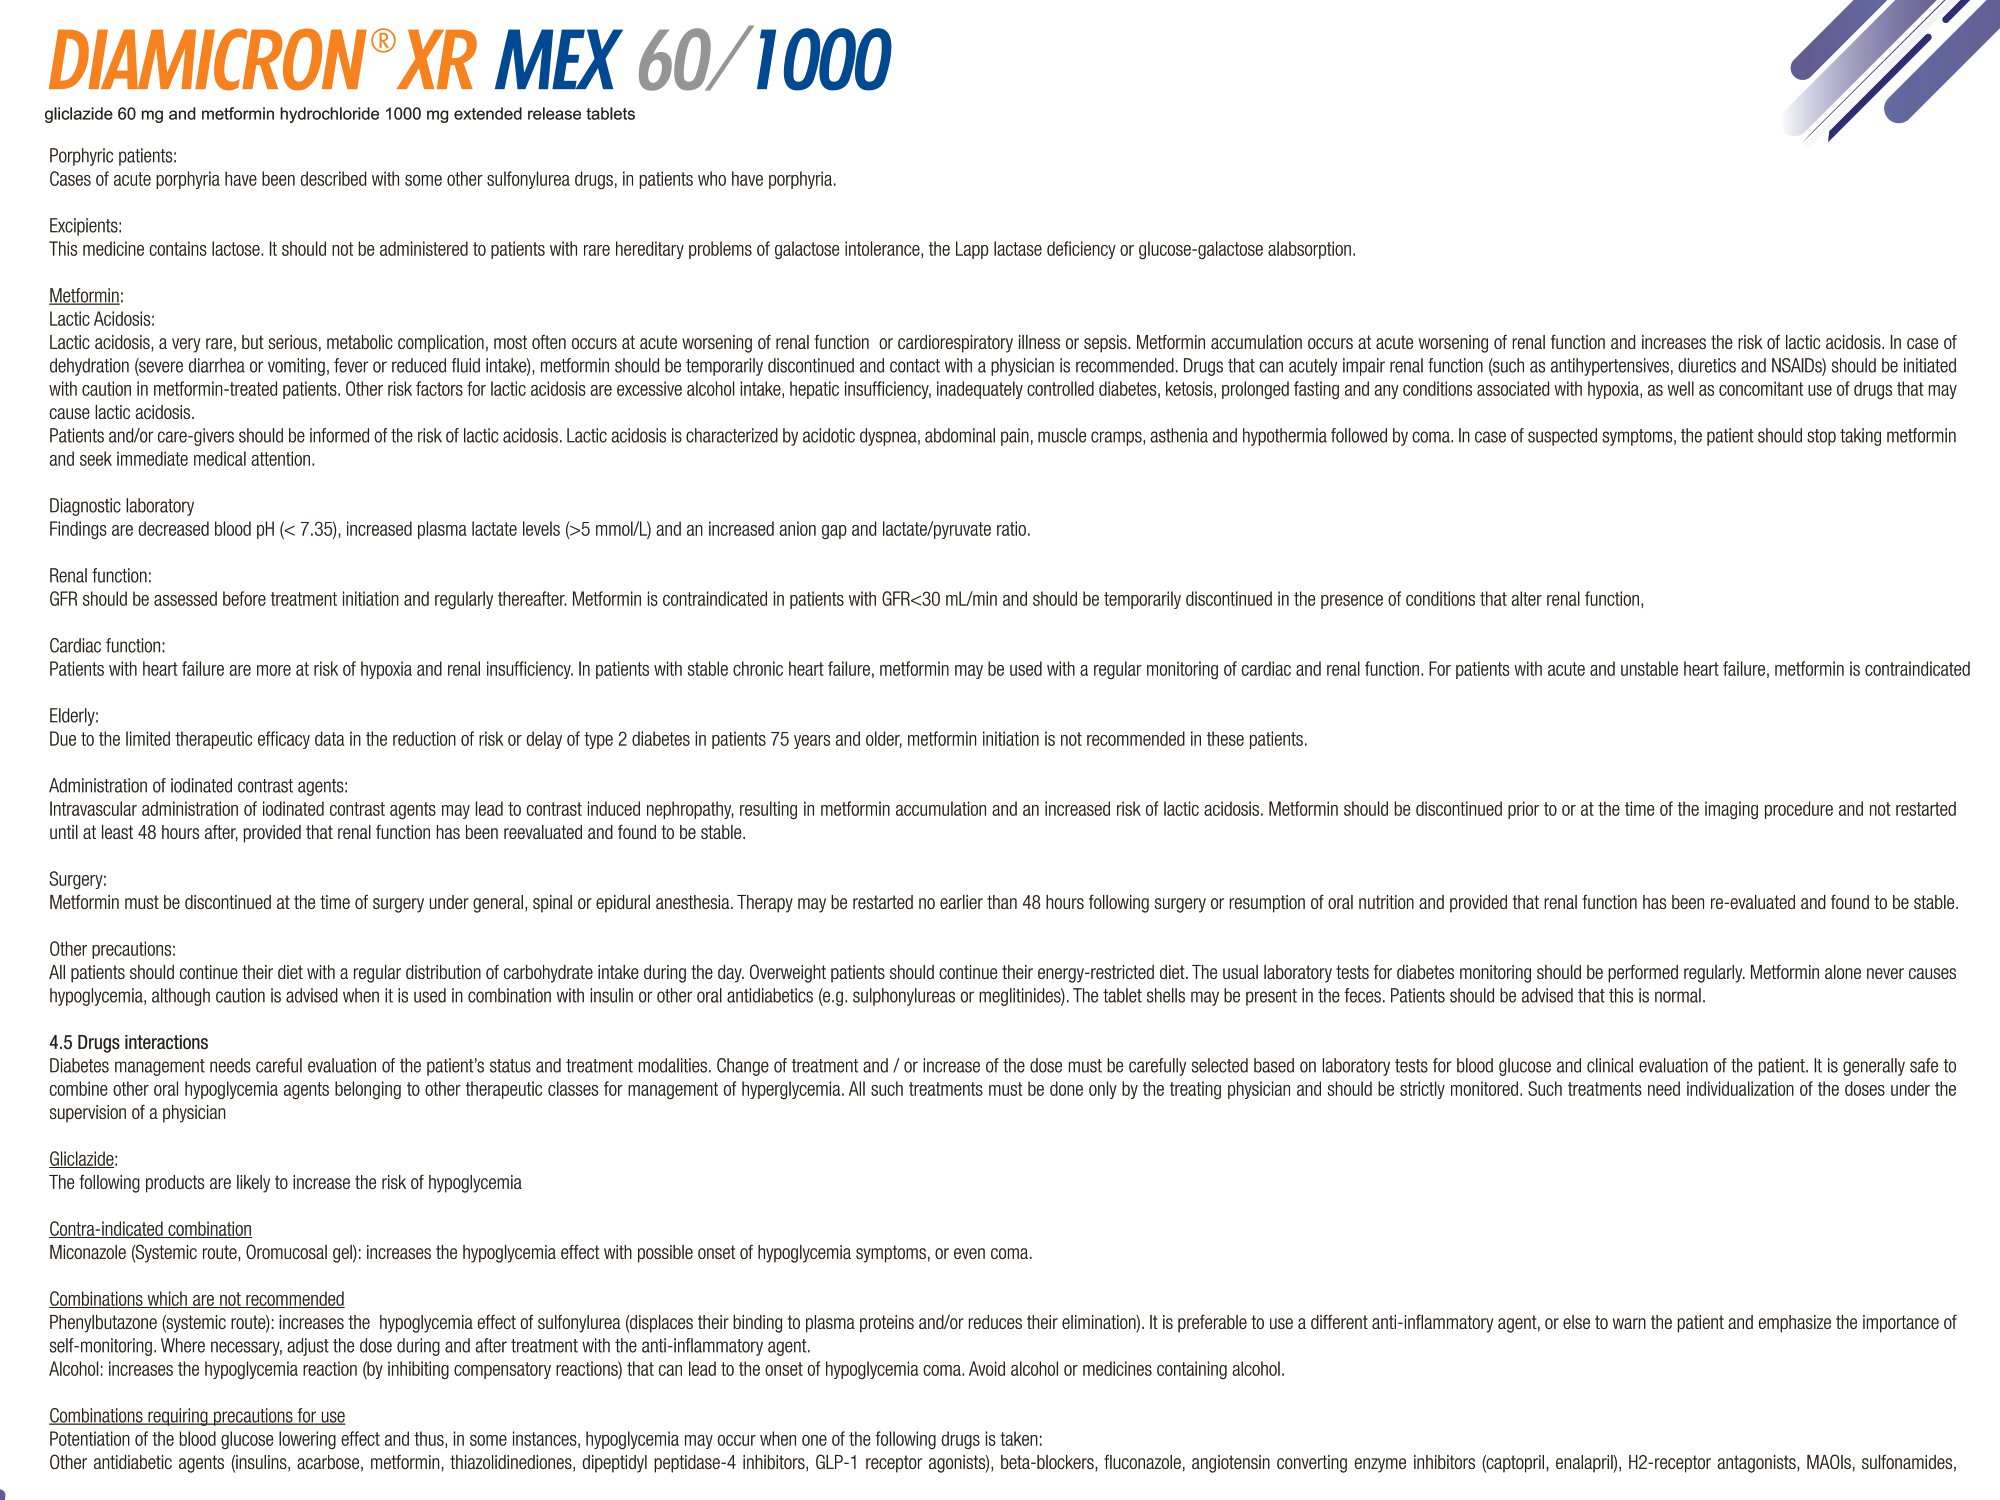 DIAMICRON® XR MEX 60/1000
gliclazide 60 mg and metformin hydrochloride 1000 mg extended release tablets
Porphyric patients:
Cases of acute porphyria have been described with some other sulfonylurea drugs, in patients who have porphyria.
Excipients:
This medicine contains lactose. It should not be administered to patients with rare hereditary problems of galactose intolerance, the Lapp lactase deficiency or glucose-galactose alabsorption.
Metformin:
Lactic Acidosis:
Lactic acidosis, a very rare, but serious, metabolic complication, most often occurs at acute worsening of renal function or cardiorespiratory illness or sepsis. Metformin accumulation occurs at acute worsening of renal function and increases the risk of lactic acidosis. In case of
dehydration (severe diarrhea or vomiting, fever or reduced fluid intake), metformin should be temporarily discontinued and contact with a physician is recommended. Drugs that can acutely impair renal function (such as antihypertensives, diuretics and NSAIDs) should be initiated
with caution in metformin-treated patients. Other risk factors for lactic acidosis are excessive alcohol intake, hepatic insufficiency, inadequately controlled diabetes, ketosis, prolonged fasting and any conditions associated with hypoxia, as well as concomitant use of drugs that may
cause lactic acidosis.
Patients and/or care-givers should be informed of the risk of lactic acidosis. Lactic acidosis is characterized by acidotic dyspnea, abdominal pain, muscle cramps, asthenia and hypothermia followed by coma. In case of suspected symptoms, the patient should stop taking metformin
and seek immediate medical attention.
Diagnostic laboratory
Findings are decreased blood pH (< 7.35), increased plasma lactate levels (>5 mmol/L) and an increased anion gap and lactate/pyruvate ratio.
Renal function:
GFR should be assessed before treatment initiation and regularly thereafter. Metformin is contraindicated in patients with GFR<30 mL/min and should be temporarily discontinued in the presence of conditions that alter renal function,
Cardiac function:
Patients with heart failure are more at risk of hypoxia and renal insufficiency. In patients with stable chronic heart failure, metformin may be used with a regular monitoring of cardiac and renal function. For patients with acute and unstable heart failure, metformin is contraindicated
Elderly:
Due to the limited therapeutic efficacy data in the reduction of risk or delay of type 2 diabetes in patients 75 years and older, metformin initiation is not recommended in these patients.
Administration of iodinated contrast agents:
Intravascular administration of iodinated contrast agents may lead to contrast induced nephropathy, resulting in metformin accumulation and an increased risk of lactic acidosis. Metformin should be discontinued prior to or at the time of the imaging procedure and not restarted
until at least 48 hours after, provided that renal function has been reevaluated and found to be stable.
Surgery:
Metformin must be discontinued at the time of surgery under general, spinal or epidural anesthesia. Therapy may be restarted no earlier than 48 hours following surgery or resumption of oral nutrition and provided that renal function has been re-evaluated and found to be stable.
Other precautions:
All patients should continue their diet with a regular distribution of carbohydrate intake during the day. Overweight patients should continue their energy-restricted diet. The usual laboratory tests for diabetes monitoring should be performed regularly. Metformin alone never causes
hypoglycemia, although caution is advised when it is used in combination with insulin or other oral antidiabetics (e.g. sulphonylureas or meglitinides). The tablet shells may be present in the feces. Patients should be advised that this is normal.
4.5 Drugs interactions
Diabetes management needs careful evaluation of the patient's status and treatment modalities. Change of treatment and / or increase of the dose must be carefully selected based on laboratory tests for blood glucose and clinical evaluation of the patient. It is generally safe to
combine other oral hypoglycemia agents belonging to other therapeutic classes for management of hyperglycemia. All such treatments must be done only by the treating physician and should be strictly monitored. Such treatments need individualization of the doses under the
supervision of a physician
Gliclazide:
The following products are likely to increase the risk of hypoglycemia
Contra-indicated combination
Miconazole (Systemic route, Oromucosal gel): increases the hypoglycemia effect with possible onset of hypoglycemia symptoms, or even coma.
Combinations which are not recommended
Phenylbutazone (systemic route): increases the hypoglycemia effect of sulfonylurea (displaces their binding to plasma proteins and/or reduces their elimination). It is preferable to use a different anti-inflammatory agent, or else to warn the patient and emphasize the importance of
self-monitoring. Where necessary, adjust the dose during and after treatment with the anti-inflammatory agent.
Alcohol: increases the hypoglycemia reaction (by inhibiting compensatory reactions) that can lead to the onset of hypoglycemia coma. Avoid alcohol or medicines containing alcohol.
Combinations requiring precautions for use
Potentiation of the blood glucose lowering effect and thus, in some instances, hypoglycemia may occur when one of the following drugs is taken:
Other antidiabetic agents (insulins, acarbose, metformin, thiazolidinediones, dipeptidyl peptidase-4 inhibitors, GLP-1 receptor agonists), beta-blockers, fluconazole, angiotensin converting enzyme inhibitors (captopril, enalapril), H2-receptor antagonists, MAOIs, sulfonamides,